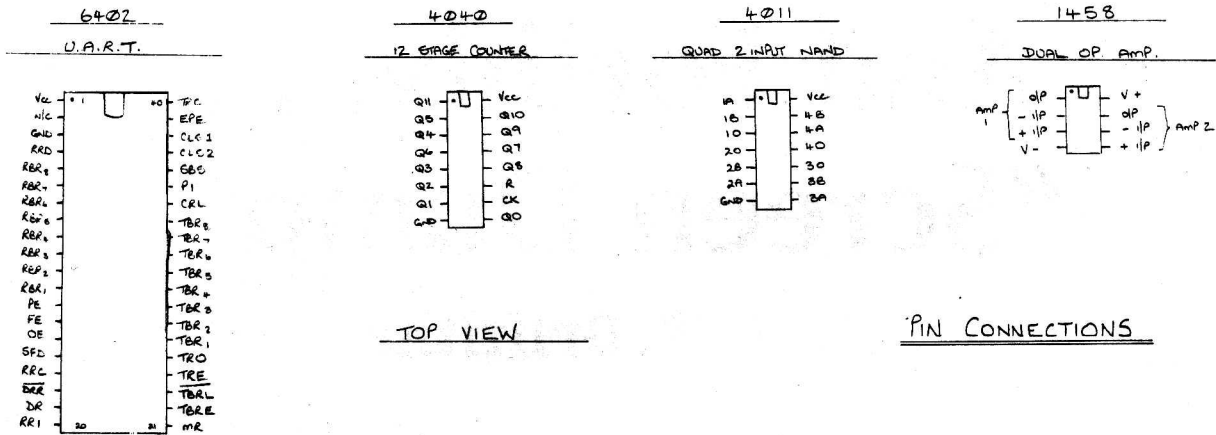 6402
U.A.R.T.
Vcc 1 40 TRC
N/C EPE
GND CLS1
RRD CLS2
RBR8 SBS
RBR7 PI
RBR6 CRL
RBR5 TBR8
RBR4 TBR7
RBR3 TBR6
RBR2 TBR5
RBR1 TBR4
PE TBR3
FE TBR2
OE TBR1
SFD TRO
RRC TRE
DRR TBRL
DR TBRE
RRI 20 21 MR
4040
12 STAGE COUNTER
Q11 Vcc
Q5 Q10
Q4 Q9
Q6 Q7
Q3 Q8
Q2 R
Q1 CK
GND Q0
4011
QUAD 2 INPUT NAND
1A Vcc
1B 4B
1O 4A
2O 4O
2B 3O
2A 3B
GND 3A
1458
DUAL OP. AMP.
AMP 1
O/P V+
- I/P O/P
+ I/P - I/P
V- + I/P
AMP 2
TOP VIEW
PIN CONNECTIONS